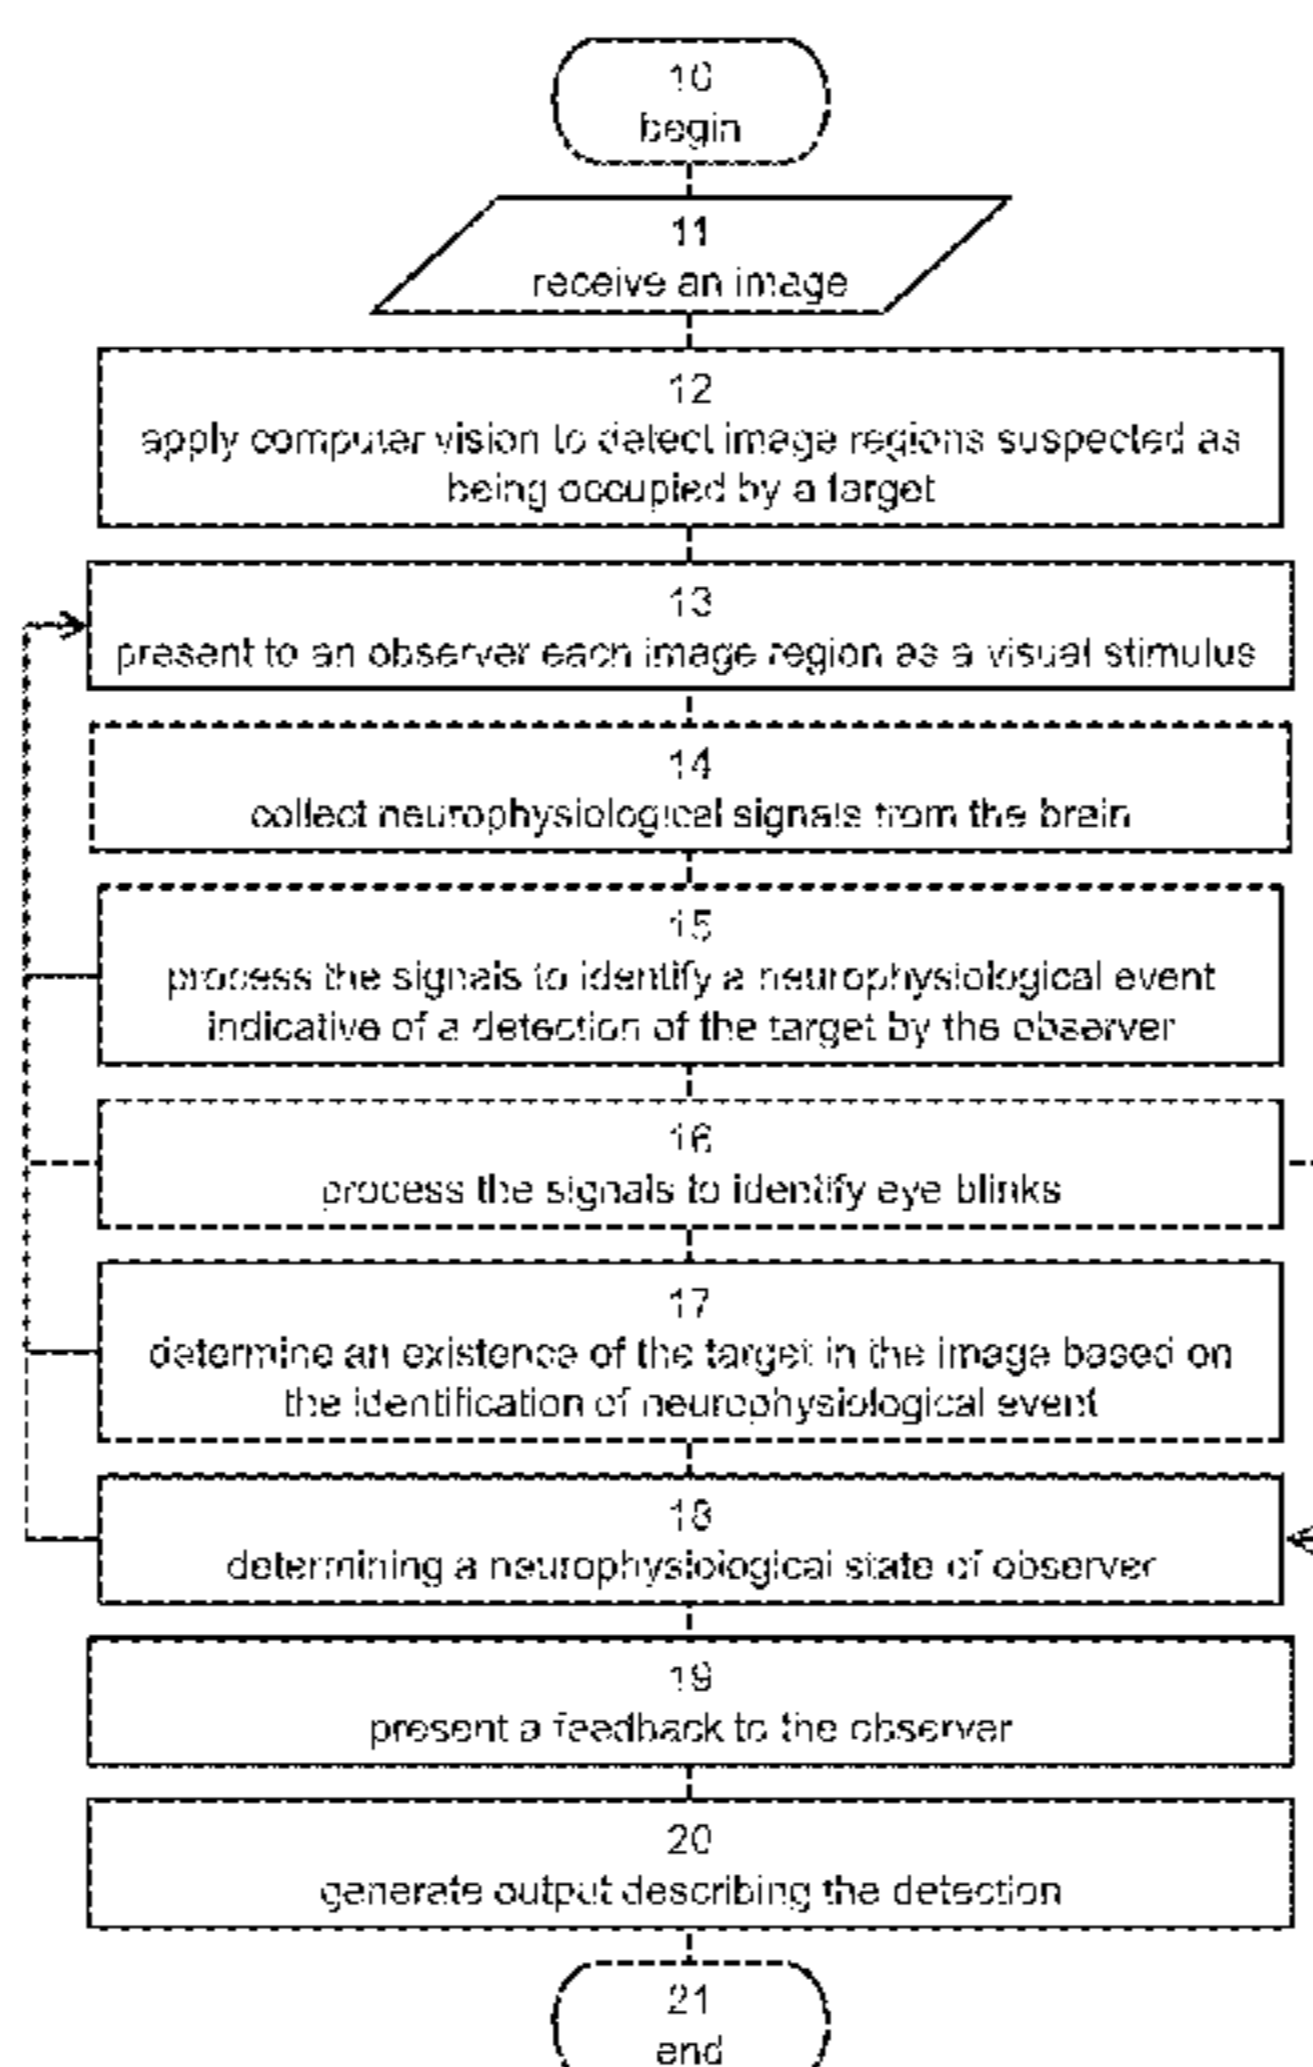 10
begin
11
receive an image
12
apply computer vision to detect image regions suspected as
being occupied by a target
13
present to an observer each image region as a visual stimulus
14
collect neurophysiological signals from the brain
15
process the signals to identify a neurophysiological event
indicative of a detection of the target by the observer
16
process the signals to identify eye blinks
17
determine an existence of the target in the image based on
the identification of neurophysiological event
18
determining a neurophysiological state of observer
19
present a feedback to the observer
20
generate output describing the detection
21
end